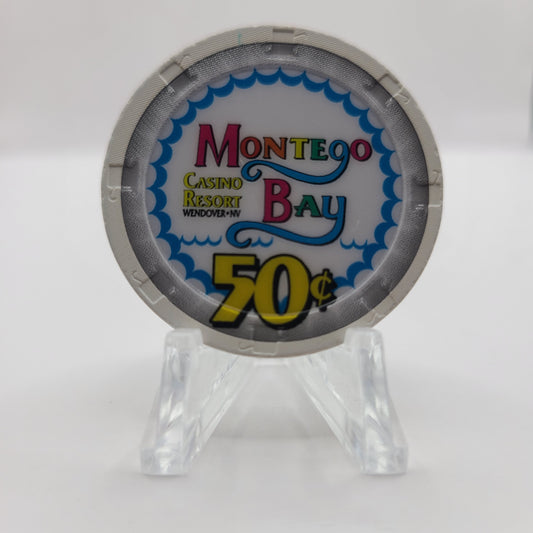 MONTEGO
CASINO
RESORT
WENDOVER•NV
BAY
50¢